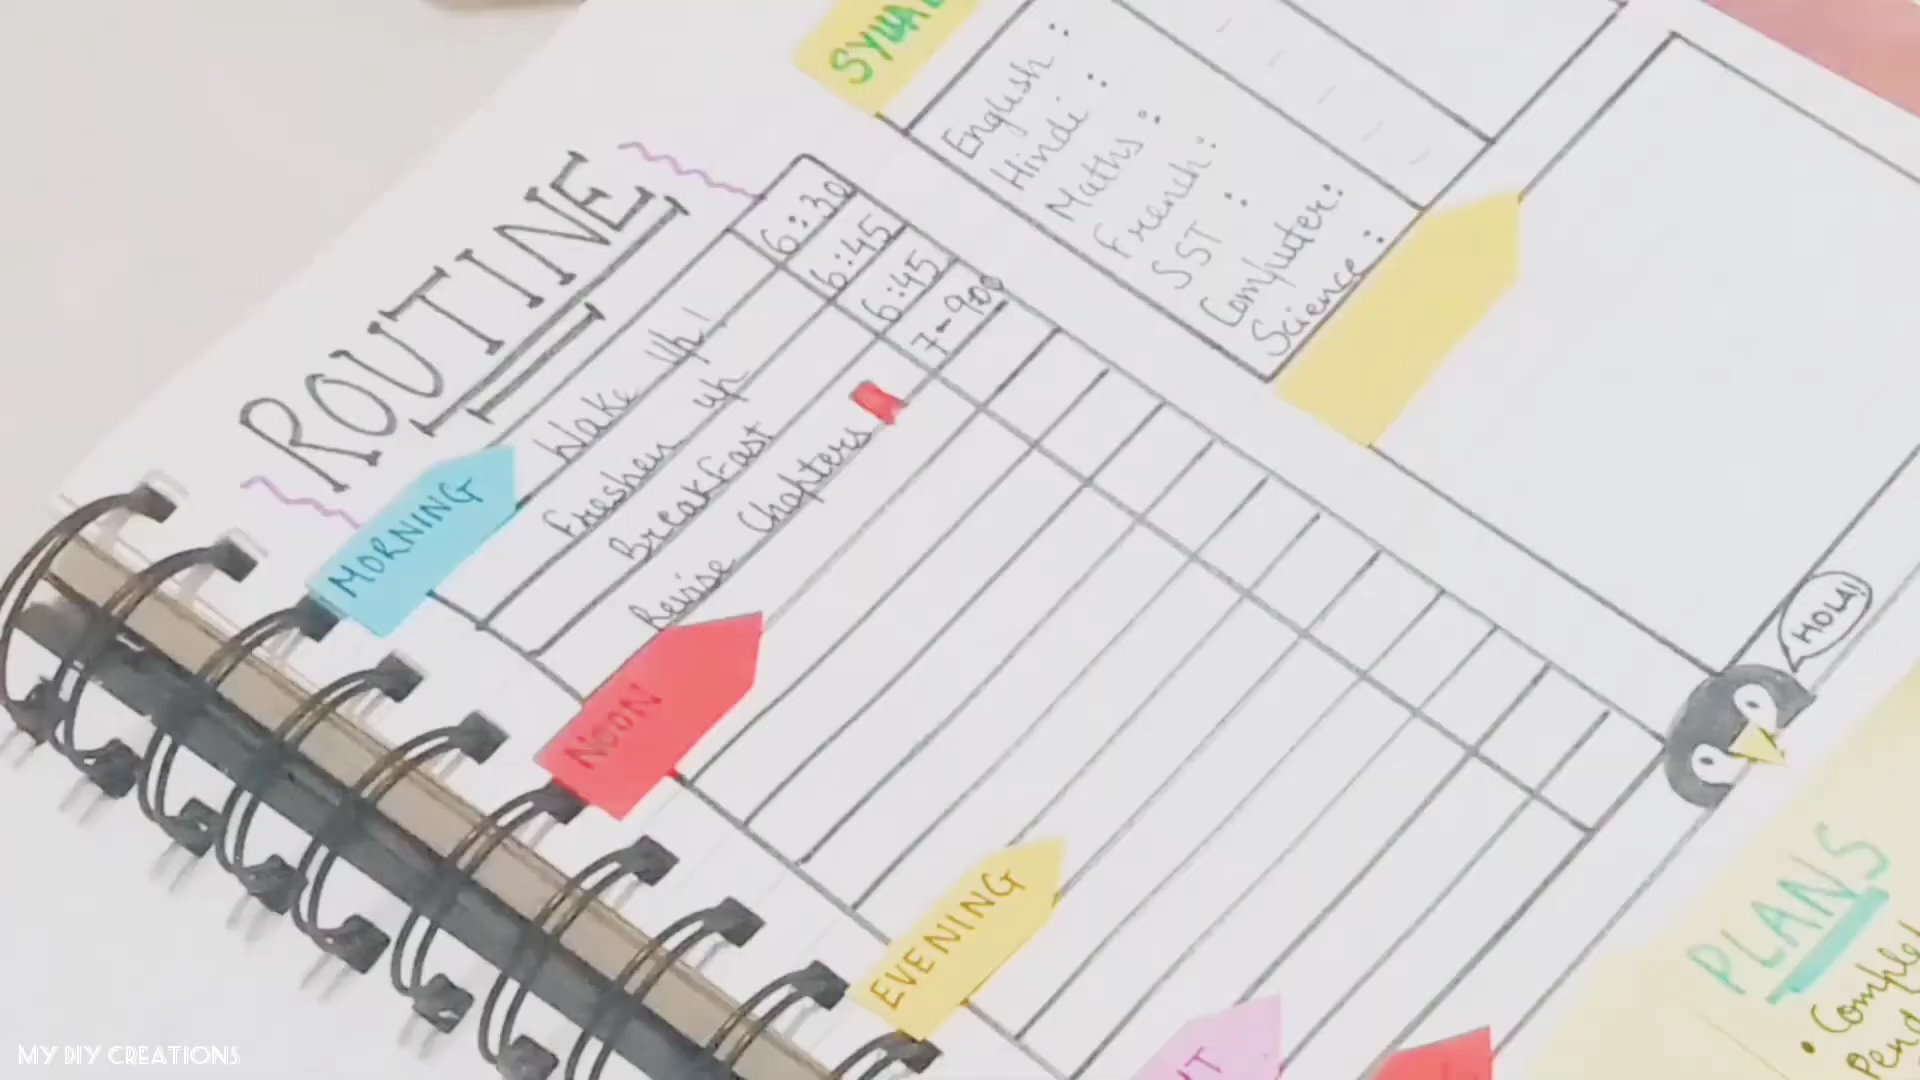 ROUTINE
MORNING
Wake Up! 6:30
Freshen up 6:45
BreakFast 6:45
Revise Chapters 7-9:00
NOON
EVENING
English :
Hindi :
Maths :
French :
SST :
Computer :
Science :
HOLA!!
PLANS
MY DIY CREATIONS